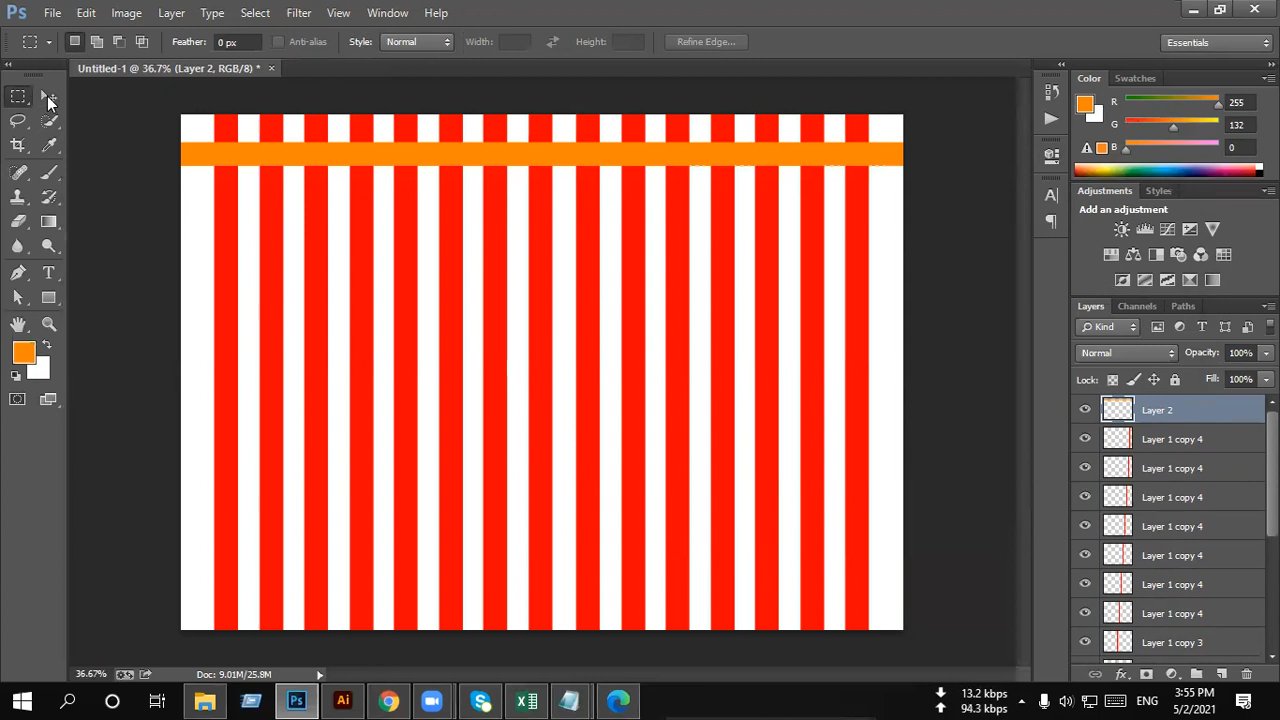 Ps File Edit Image Layer Type Select Filter View Window Help
Feather: 0 px Anti-alias Style: Normal Width: Height: Refine Edge... Essentials
Untitled-1 @ 36.7% (Layer 2, RGB/8) * ×
Color Swatches
R 255
G 132
B 0
Adjustments Styles
Add an adjustment
Layers Channels Paths
Kind
Normal Opacity: 100%
Lock: Fill: 100%
Layer 2
Layer 1 copy 4
Layer 1 copy 4
Layer 1 copy 4
Layer 1 copy 4
Layer 1 copy 4
Layer 1 copy 4
Layer 1 copy 4
Layer 1 copy 3
36.67% Doc: 9.01M/25.8M
Ps Ai 13.2 kbps ENG 3:55 PM
94.3 kbps 5/2/2021